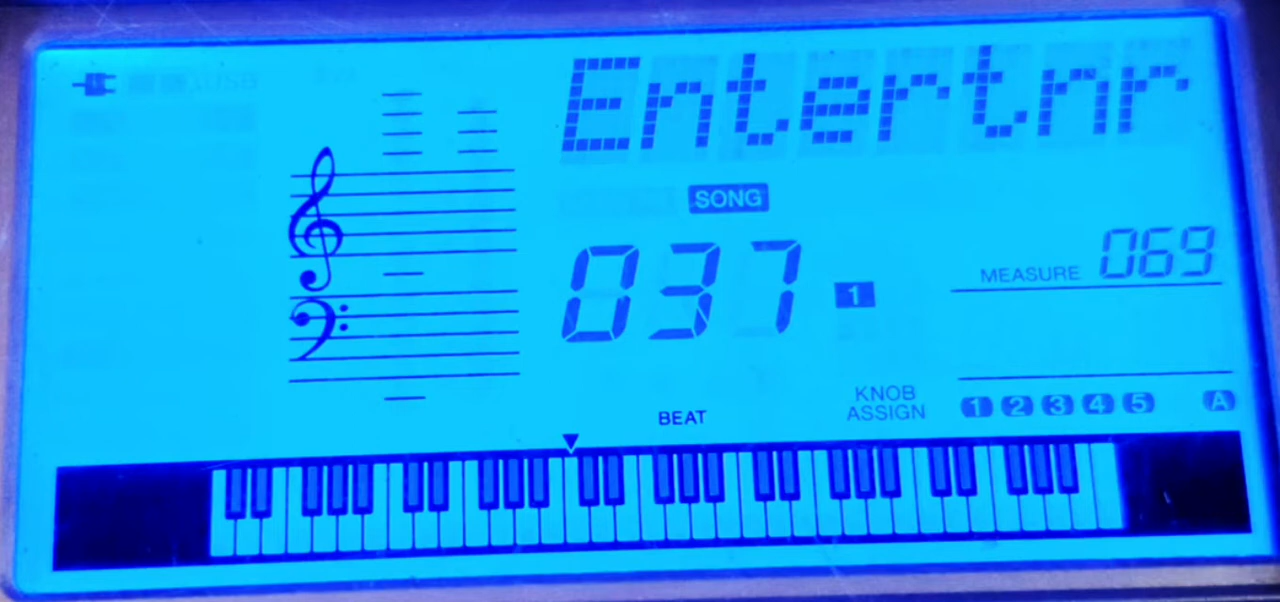 Entertnr
SONG
037 1
MEASURE 069
KNOB
ASSIGN 1 2 3 4 5 A
BEAT